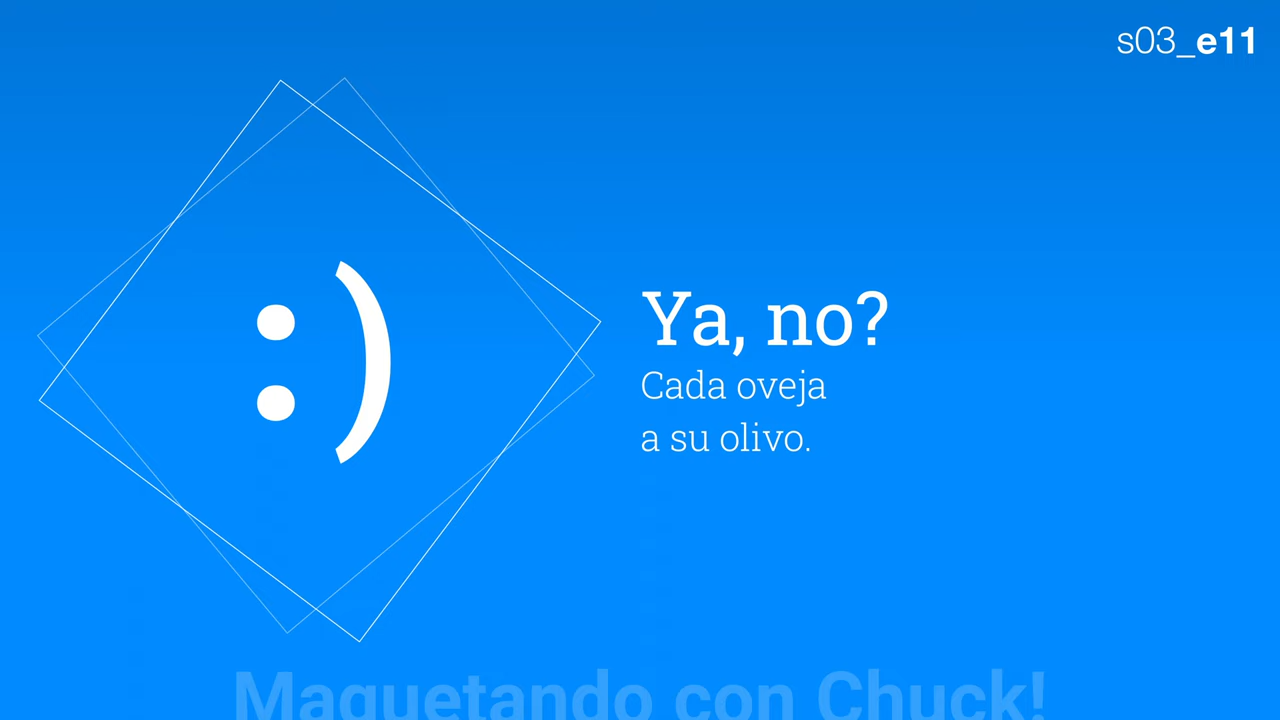 s03_e11
:)
Ya, no?
Cada oveja
a su olivo.
Maquetando con Chuck!